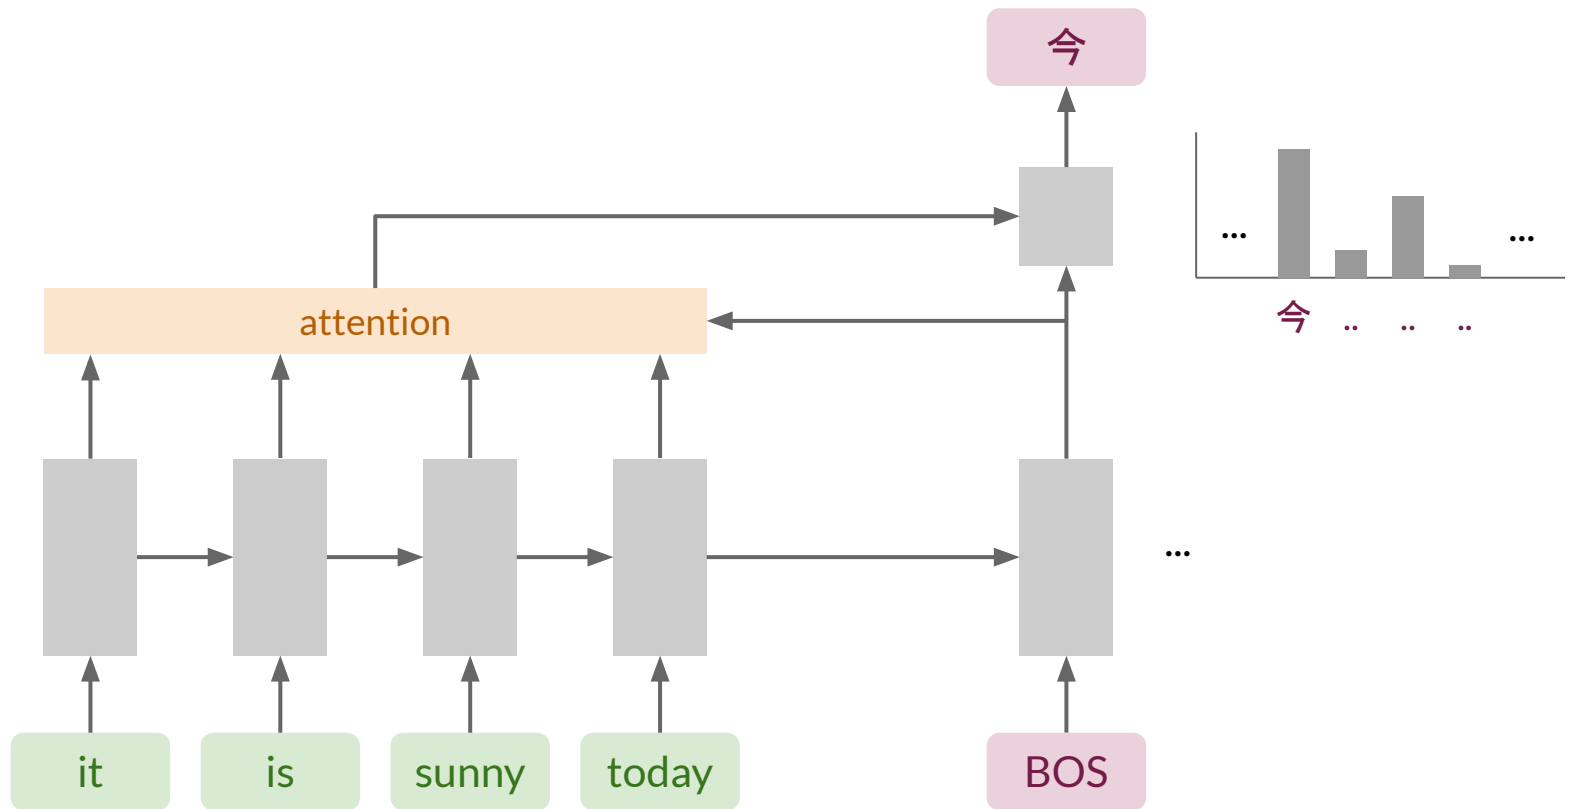 今
...
...
今 .. .. ..
attention
...
it is sunny today BOS